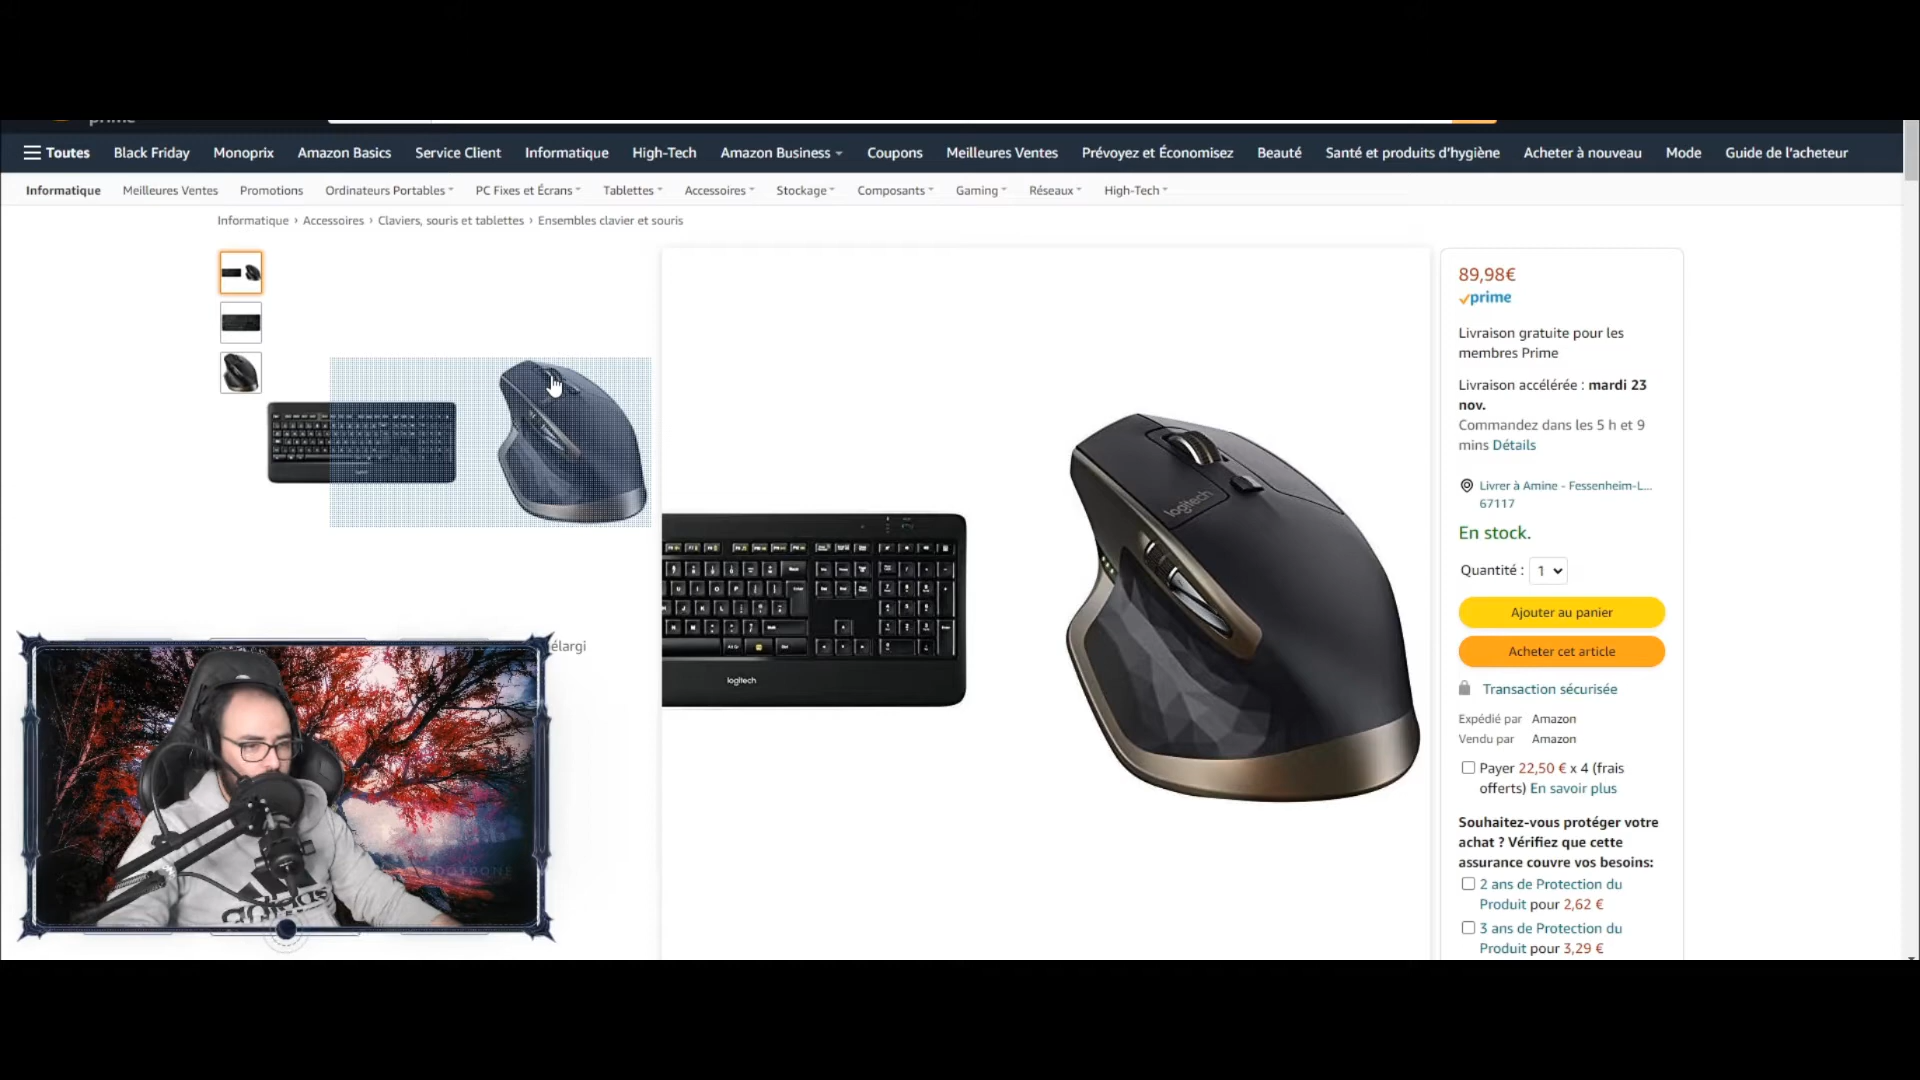 prime
Toutes Black Friday Monoprix Amazon Basics Service Client Informatique High-Tech Amazon Business Coupons Meilleures Ventes Prévoyez et Économisez Beauté Santé et produits d'hygiène Acheter à nouveau Mode Guide de l'acheteur
Informatique Meilleures Ventes Promotions Ordinateurs Portables PC Fixes et Écrans Tablettes Accessoires Stockage Composants Gaming Réseaux High-Tech
Informatique › Accessoires › Claviers, souris et tablettes › Ensembles clavier et souris
89,98€
prime
Livraison gratuite pour les
membres Prime
Livraison accélérée : mardi 23
nov.
Commandez dans les 5 h et 9
mins Détails
Livrer à Amine - Fessenheim-L...
67117
En stock.
Quantité : 1
Ajouter au panier
Acheter cet article
Transaction sécurisée
Expédié par Amazon
Vendu par Amazon
Payer 22,50 € x 4 (frais
offerts) En savoir plus
Souhaitez-vous protéger votre
achat ? Vérifiez que cette
assurance couvre vos besoins:
2 ans de Protection du
Produit pour 2,62 €
3 ans de Protection du
Produit pour 3,29 €
logitech
logitech
élargi
adidas